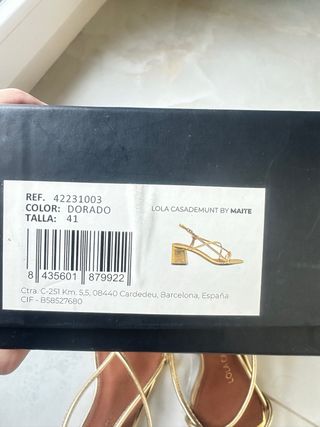 REF. 42231003
COLOR: DORADO
TALLA: 41
LOLA CASADEMUNT BY MAITE
8 435601 879922
Ctra. C-251 Km. 5,5, 08440 Cardedeu, Barcelona, España
CIF - B58527680